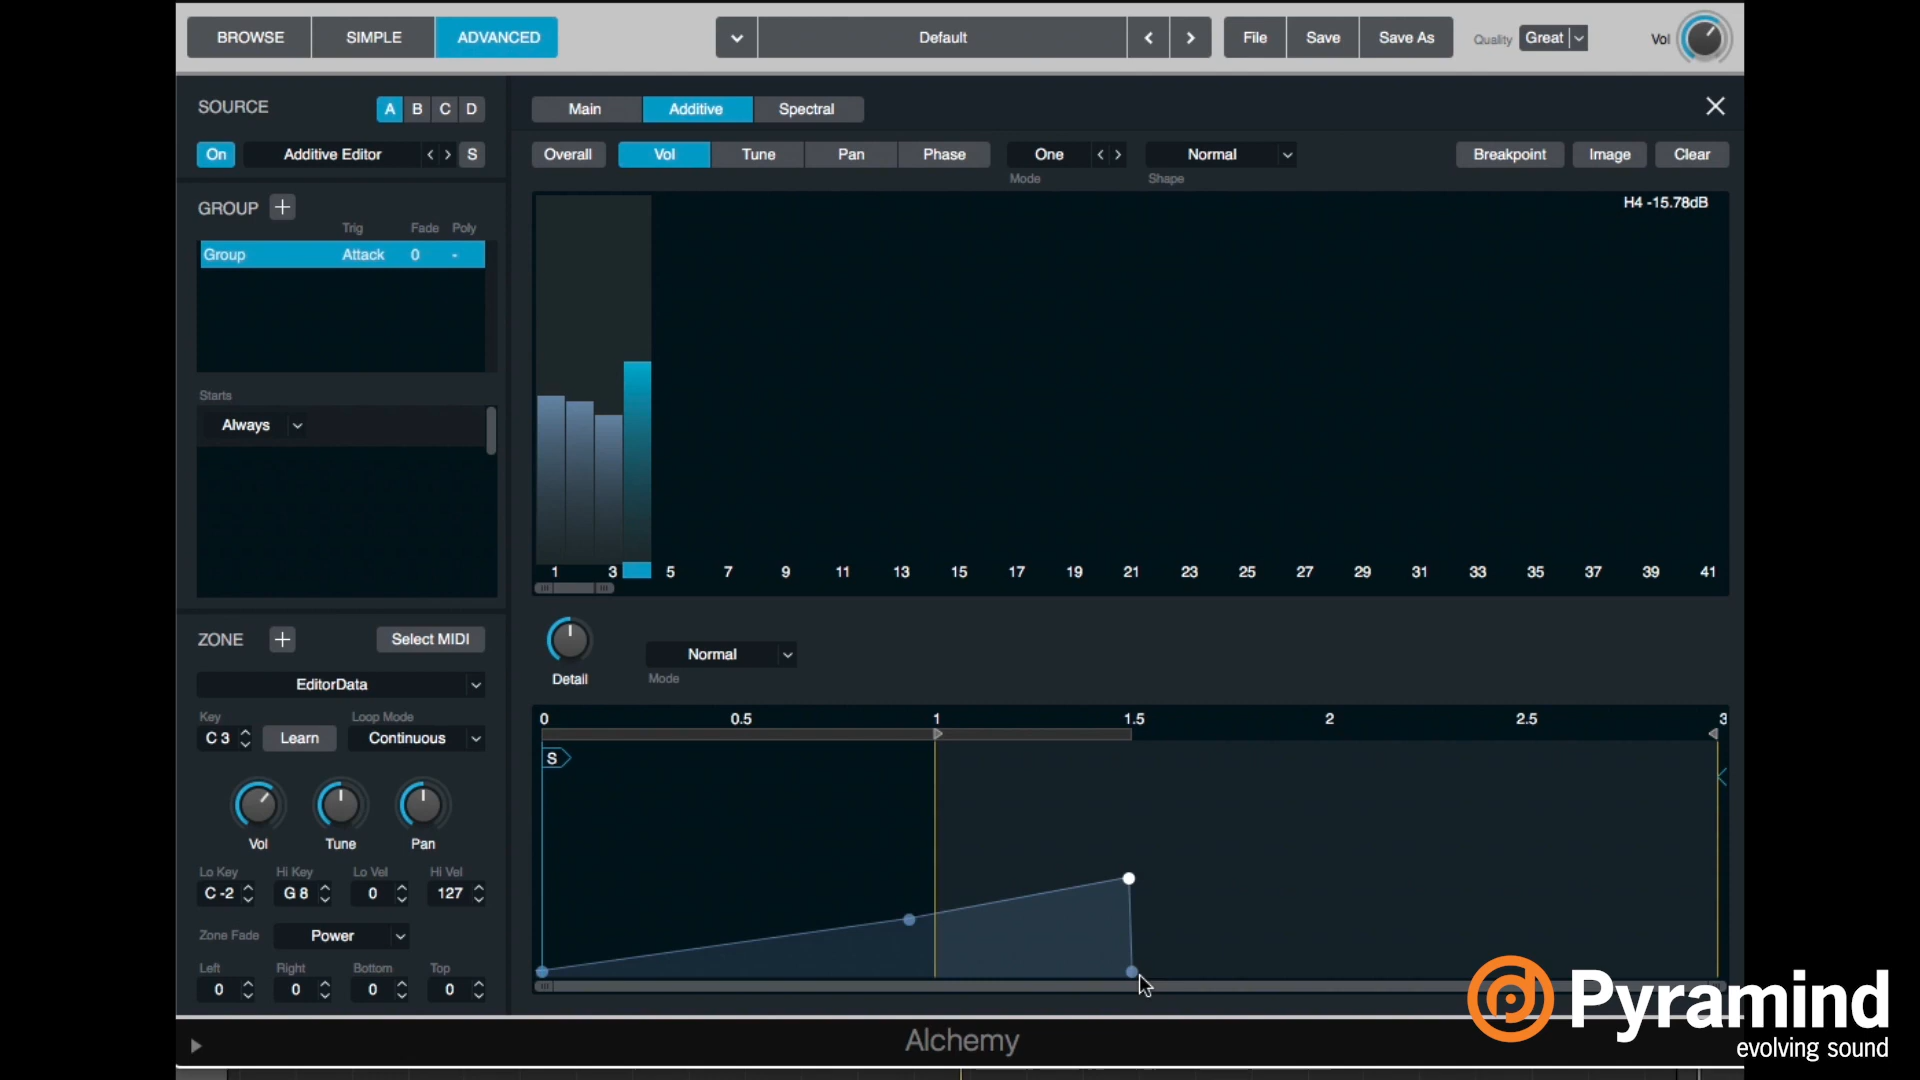 BROWSE SIMPLE ADVANCED Default File Save Save As Quality Great Vol
SOURCE A B C D Main Additive Spectral
On Additive Editor S Overall Vol Tune Pan Phase One Normal Breakpoint Image Clear
Mode Shape
H4 -15.78dB
GROUP
Trig Fade Poly
Group Attack 0 -
Starts
Always
1 3 5 7 9 11 13 15 17 19 21 23 25 27 29 31 33 35 37 39 41
ZONE Select MIDI
Normal
Detail Mode
EditorData
Key Loop Mode
C 3 Learn Continuous
0 0.5 1 1.5 2 2.5 3
S
Vol Tune Pan
Lo Key Hi Key Lo Vel Hi Vel
C -2 G 8 0 127
Zone Fade Power
Left Right Bottom Top
0 0 0 0
Alchemy
Pyramind
evolving sound